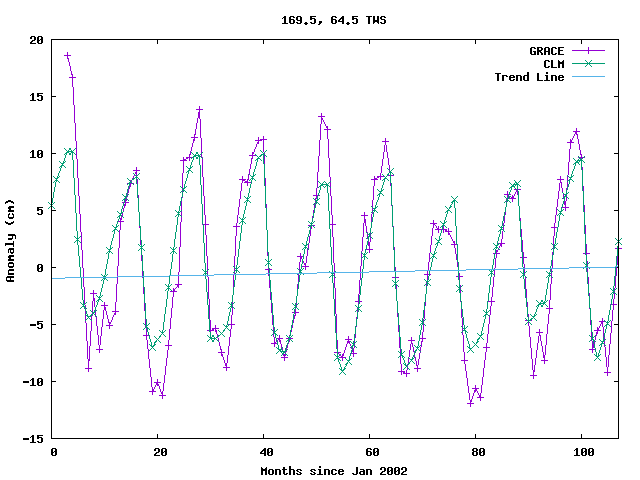 169.5, 64.5 TWS
GRACE
CLM
Trend Line
20
15
10
5
0
-5
-10
-15
Anomaly (cm)
0 20 40 60 80 100
Months since Jan 2002